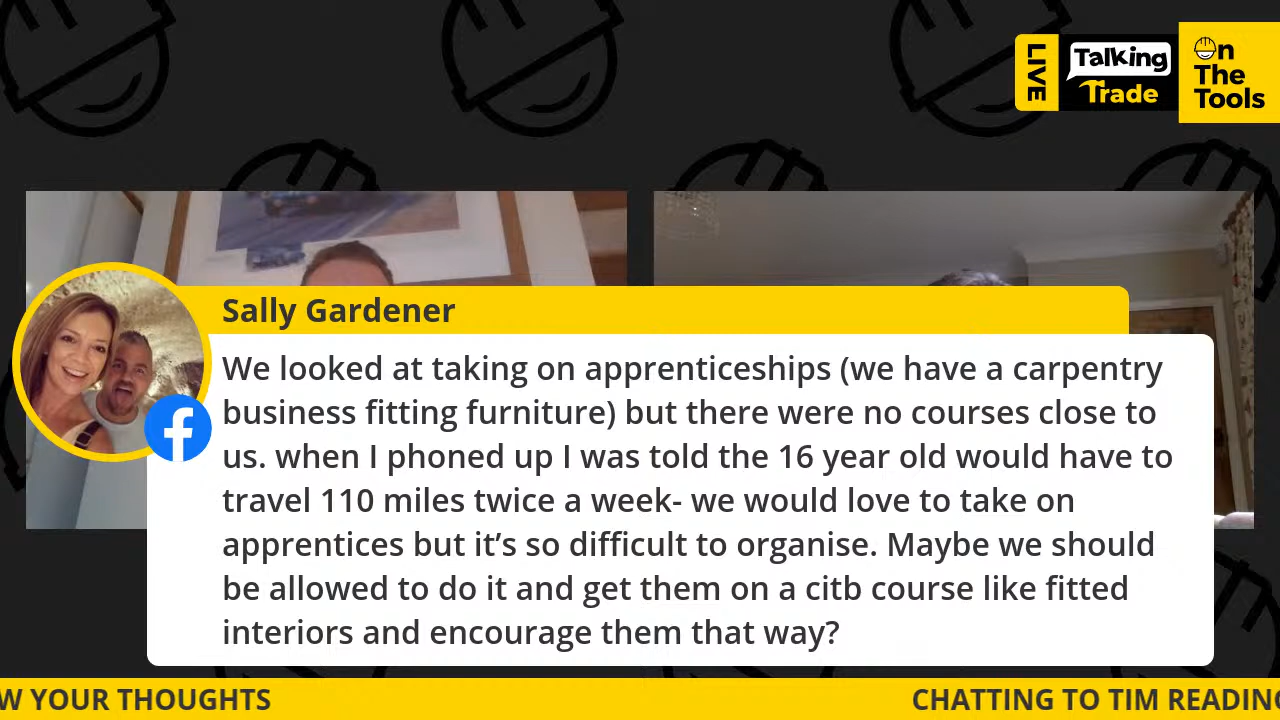 LIVE
Talking
Trade
On
The
Tools
Sally Gardener
We looked at taking on apprenticeships (we have a carpentry
business fitting furniture) but there were no courses close to
us. when I phoned up I was told the 16 year old would have to
travel 110 miles twice a week- we would love to take on
apprentices but it’s so difficult to organise. Maybe we should
be allowed to do it and get them on a citb course like fitted
interiors and encourage them that way?
W YOUR THOUGHTS
CHATTING TO TIM READING